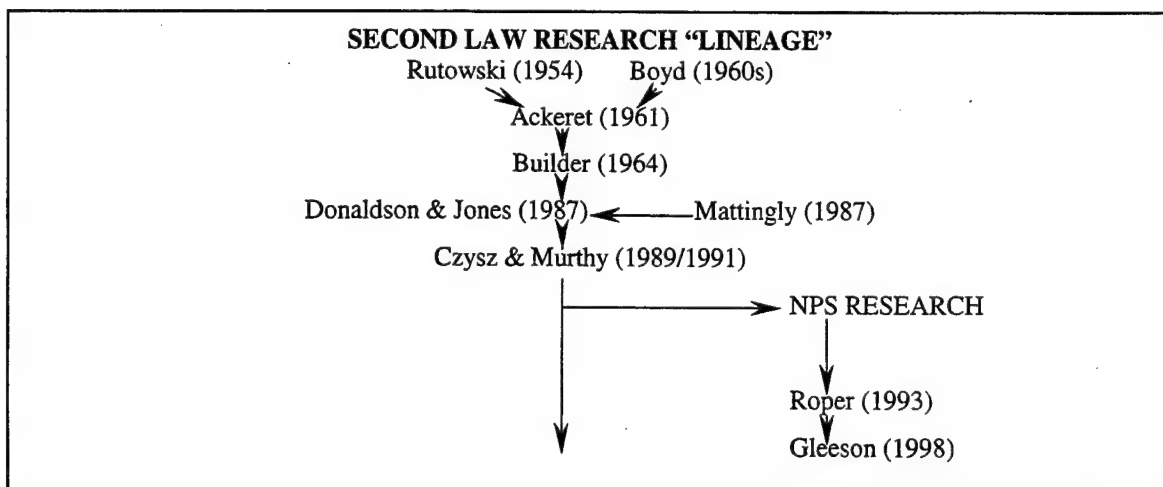 SECOND LAW RESEARCH “LINEAGE”
Rutowski (1954) Boyd (1960s)
Ackeret (1961)
Builder (1964)
Donaldson & Jones (1987) Mattingly (1987)
Czysz & Murthy (1989/1991)
NPS RESEARCH
Roper (1993)
Gleeson (1998)